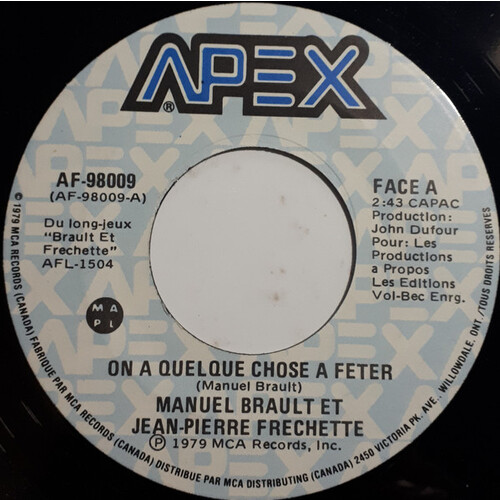 APEX
®
AF-98009
(AF-98009-A)
Du long-jeux
"Brault Et
Frechette"
AFL-1504
MA
PL
FACE A
2:43 CAPAC
Production:
John Dufour
Pour: Les
Productions
a Propos
Les Editions
Vol-Bec Enrg.
ON A QUELQUE CHOSE A FETER
(Manuel Brault)
MANUEL BRAULT ET
JEAN-PIERRE FRECHETTE
Ⓟ 1979 MCA Records, Inc.
© 1979 MCA RECORDS (CANADA) FABRIQUE PAR MCA RECORDS (CANADA) DISTRIBUE PAR MCA DISTRIBUTING (CANADA) 2450 VICTORIA PK. AVE., WILLOWDALE, ONT. /TOUS DROITS RESERVES